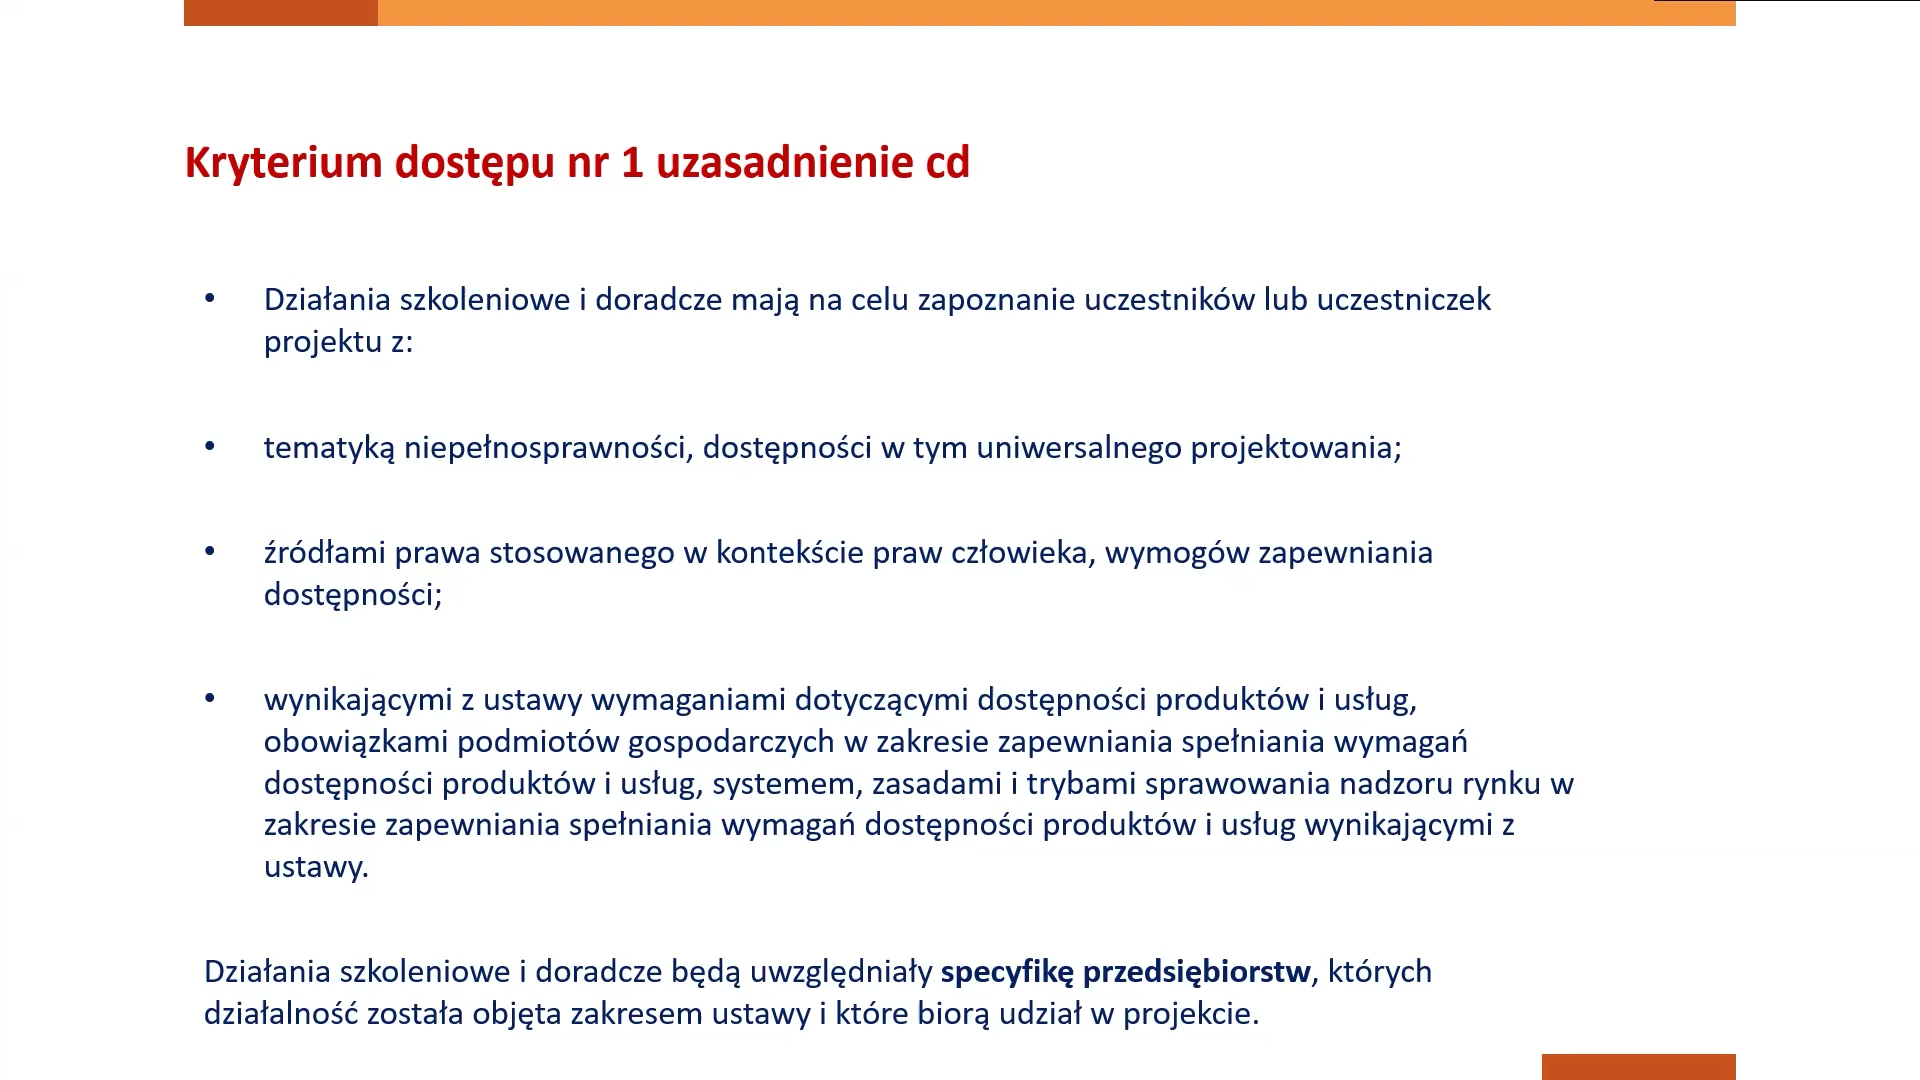 Kryterium dostępu nr 1 uzasadnienie cd
• Działania szkoleniowe i doradcze mają na celu zapoznanie uczestników lub uczestniczek
projektu z:
• tematyką niepełnosprawności, dostępności w tym uniwersalnego projektowania;
• źródłami prawa stosowanego w kontekście praw człowieka, wymogów zapewniania
dostępności;
• wynikającymi z ustawy wymaganiami dotyczącymi dostępności produktów i usług,
obowiązkami podmiotów gospodarczych w zakresie zapewniania spełniania wymagań
dostępności produktów i usług, systemem, zasadami i trybami sprawowania nadzoru rynku w
zakresie zapewniania spełniania wymagań dostępności produktów i usług wynikającymi z
ustawy.
Działania szkoleniowe i doradcze będą uwzględniały specyfikę przedsiębiorstw, których
działalność została objęta zakresem ustawy i które biorą udział w projekcie.